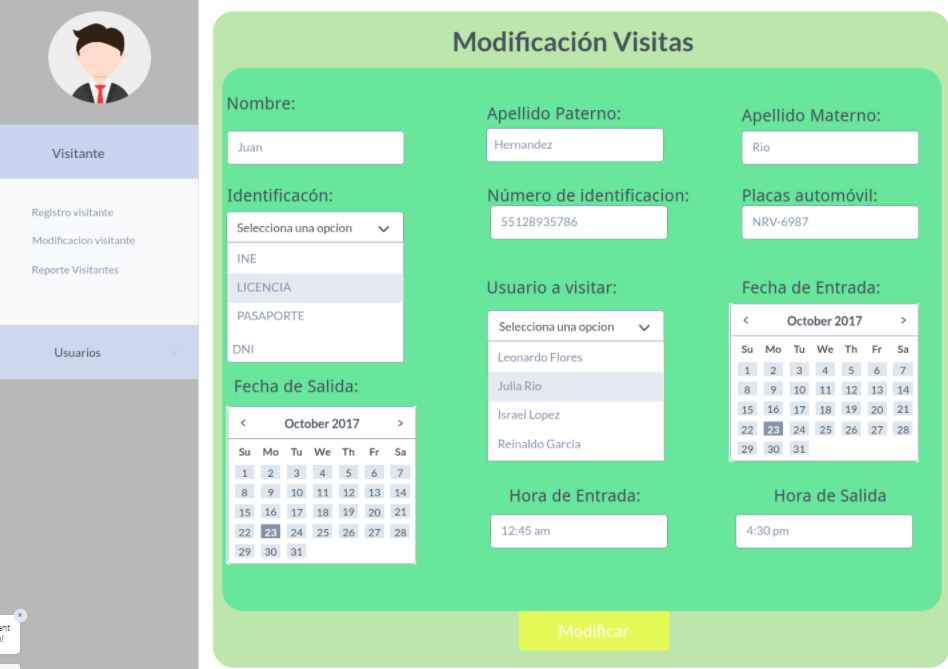 Modificación Visitas
Visitante
Registro visitante
Modificacion visitante
Reporte Visitantes
Usuarios
Nombre:
Juan
Apellido Paterno:
Hernandez
Apellido Materno:
Rio
Identificacón:
Selecciona una opcion
INE
LICENCIA
PASAPORTE
DNI
Número de identificacion:
55128935786
Placas automóvil:
NRV-6987
Usuario a visitar:
Selecciona una opcion
Leonardo Flores
Julia Rio
Israel Lopez
Reinaldo Garcia
Fecha de Entrada:
< October 2017 >
Su Mo Tu We Th Fr Sa
1 2 3 4 5 6 7
8 9 10 11 12 13 14
15 16 17 18 19 20 21
22 23 24 25 26 27 28
29 30 31
Fecha de Salida:
< October 2017 >
Su Mo Tu We Th Fr Sa
1 2 3 4 5 6 7
8 9 10 11 12 13 14
15 16 17 18 19 20 21
22 23 24 25 26 27 28
29 30 31
Hora de Entrada:
12:45 am
Hora de Salida
4:30 pm
Modificar